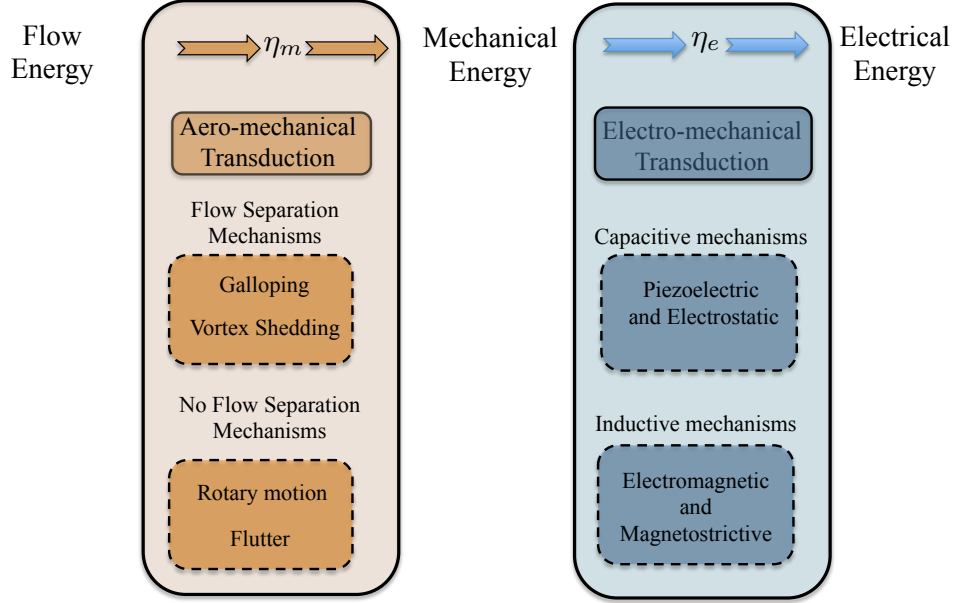 Flow
Energy
η_m
Mechanical
Energy
η_e
Electrical
Energy
Aero-mechanical
Transduction
Flow Separation
Mechanisms
Galloping
Vortex Shedding
No Flow Separation
Mechanisms
Rotary motion
Flutter
Electro-mechanical
Transduction
Capacitive mechanisms
Piezoelectric
and Electrostatic
Inductive mechanisms
Electromagnetic
and
Magnetostrictive